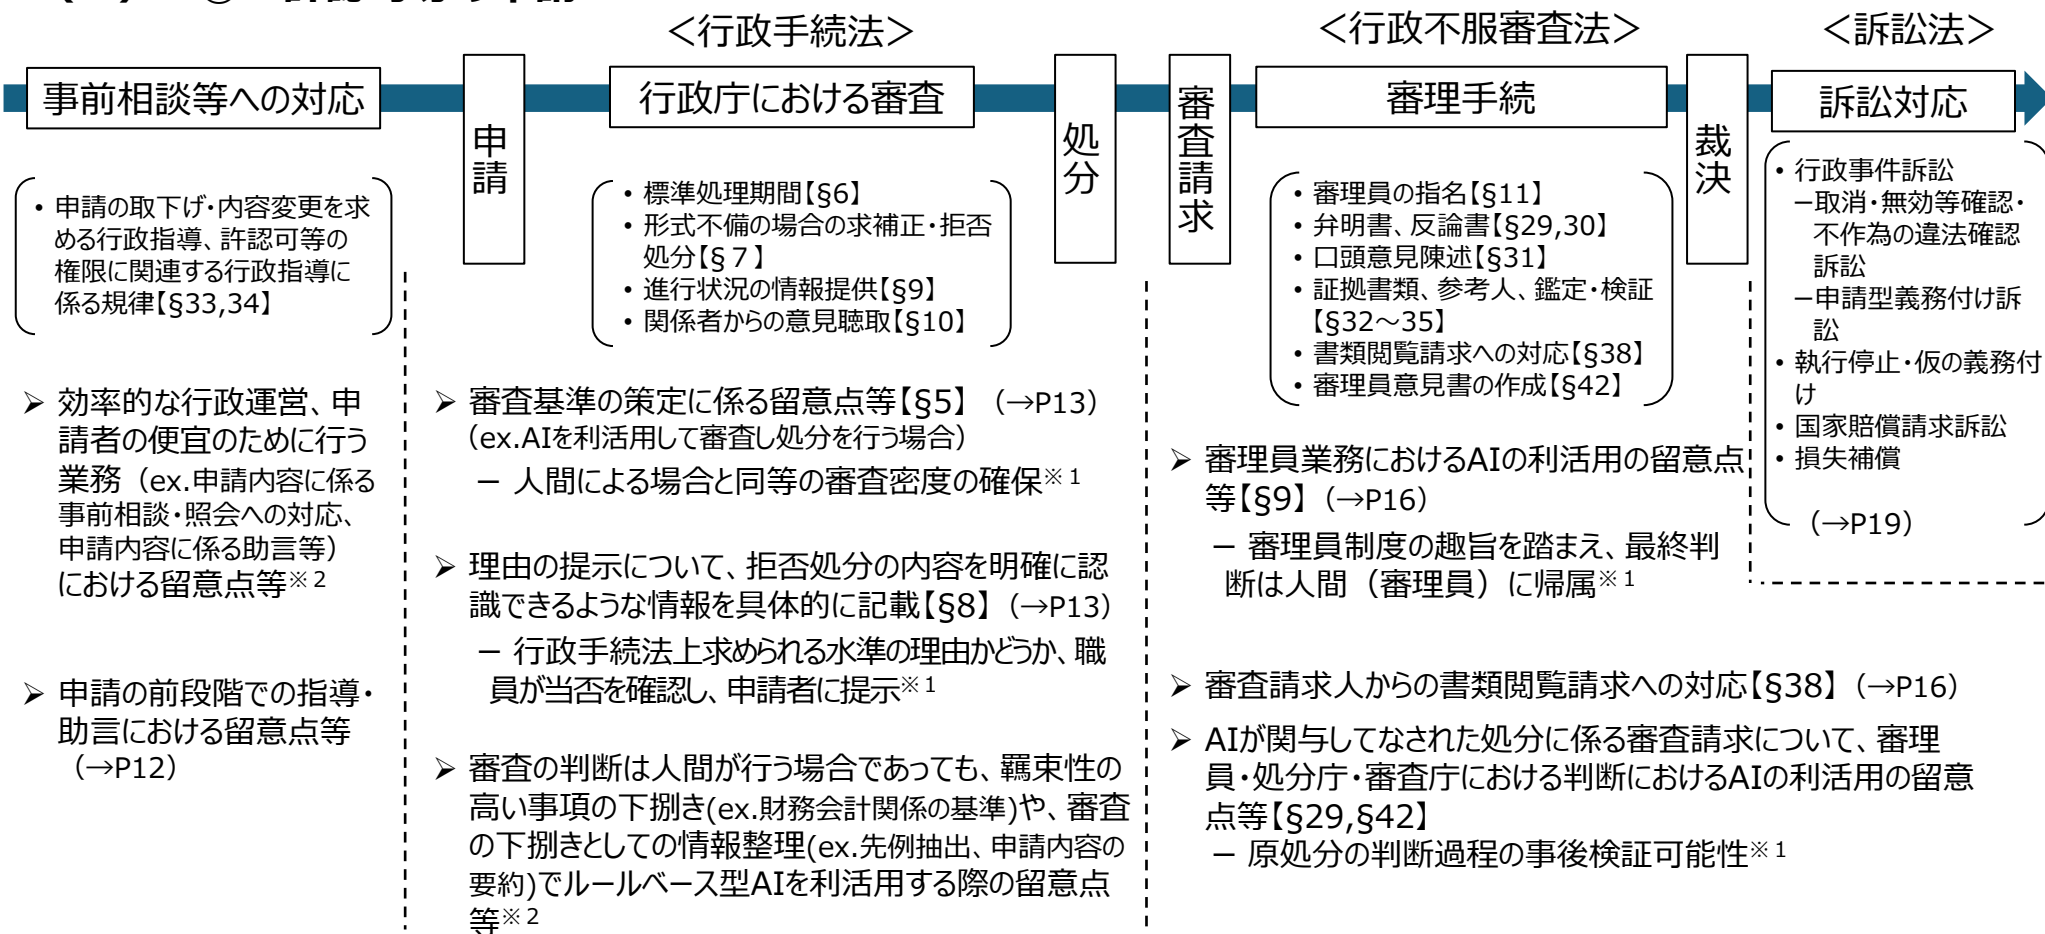 ＜行政手続法＞
＜行政不服審査法＞
＜訴訟法＞
事前相談等への対応
申請
行政庁における審査
処分
審査請求
審理手続
裁決
訴訟対応
• 申請の取下げ・内容変更を求
める行政指導、許認可等の
権限に関連する行政指導に
係る規律【§33,34】
➢ 効率的な行政運営、申
請者の便宜のために行う
業務（ex.申請内容に係る
事前相談・照会への対応、
申請内容に係る助言等）
における留意点等※２
➢ 申請の前段階での指導・
助言における留意点等
（→P12）
• 標準処理期間【§6】
• 形式不備の場合の求補正・拒否
処分【§７】
• 進行状況の情報提供【§9】
• 関係者からの意見聴取【§10】
➢ 審査基準の策定に係る留意点等【§5】（→P13）
（ex.AIを利活用して審査し処分を行う場合）
－ 人間による場合と同等の審査密度の確保※１
➢ 理由の提示について、拒否処分の内容を明確に認
識できるような情報を具体的に記載【§8】（→P13）
－ 行政手続法上求められる水準の理由かどうか、職
員が当否を確認し、申請者に提示※１
➢ 審査の判断は人間が行う場合であっても、羈束性の
高い事項の下捌き(ex.財務会計関係の基準)や、審査
の下捌きとしての情報整理(ex.先例抽出、申請内容の
要約)でルールベース型AIを利活用する際の留意点
等※２
• 審理員の指名【§11】
• 弁明書、反論書【§29,30】
• 口頭意見陳述【§31】
• 証拠書類、参考人、鑑定・検証
【§32～35】
• 書類閲覧請求への対応【§38】
• 審理員意見書の作成【§42】
➢ 審理員業務におけるAIの利活用の留意点
等【§9】（→P16）
－ 審理員制度の趣旨を踏まえ、最終判
断は人間（審理員）に帰属※１
➢ 審査請求人からの書類閲覧請求への対応【§38】（→P16）
➢ AIが関与してなされた処分に係る審査請求について、審理
員・処分庁・審査庁における判断におけるAIの利活用の留意
点等【§29,§42】
－ 原処分の判断過程の事後検証可能性※１
• 行政事件訴訟
－取消・無効等確認・
不作為の違法確認
訴訟
－申請型義務付け訴
訟
• 執行停止・仮の義務付
け
• 国家賠償請求訴訟
• 損失補償
（→P19）